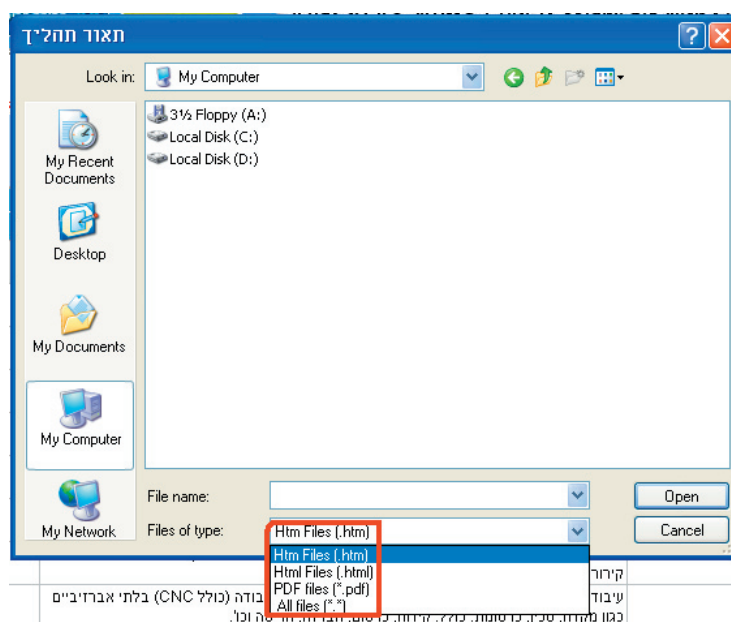 תאור תהליך
Look in:
My Computer
3½ Floppy (A:)
Local Disk (C:)
Local Disk (D:)
My Recent
Documents
Desktop
My Documents
My Computer
My Network
File name:
Open
Files of type:
Htm Files (.htm)
Cancel
Htm Files (.htm)
Html Files (.html)
PDF files (*.pdf)
All files (*.*)
קירור
עיבוד
בודה (כולל CNC) בלתי אברזיביים
וכו'.